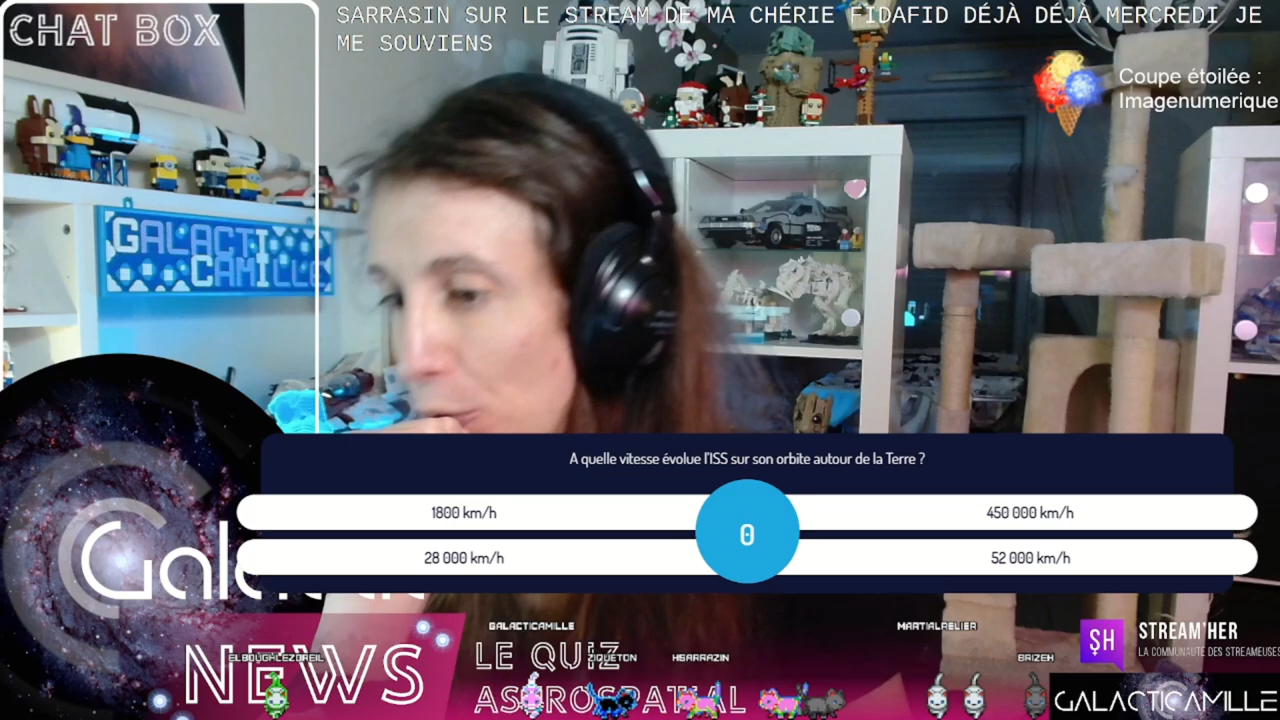 CHAT BOX
SARRASIN SUR LE STREAM DE MA CHÉRIE FIDAFID DÉJÀ DÉJÀ MERCREDI JE
ME SOUVIENS
Coupe étoilée :
Imagenumerique
GALACTI
CAMILLE
A quelle vitesse évolue l'ISS sur son orbite autour de la Terre ?
1800 km/h
450 000 km/h
0
28 000 km/h
52 000 km/h
GALACTICAMILLE
MARTIALRELIER
ELBOUGHLEZOREIL
ZIQUETON
HSARRAZIN
BRIZEH
NEWS
LE QUIZ
ASTROSPATIAL
SH
STREAM'HER
LA COMMUNAUTÉ DES STREAMEUSES
GALACTICAMILLE